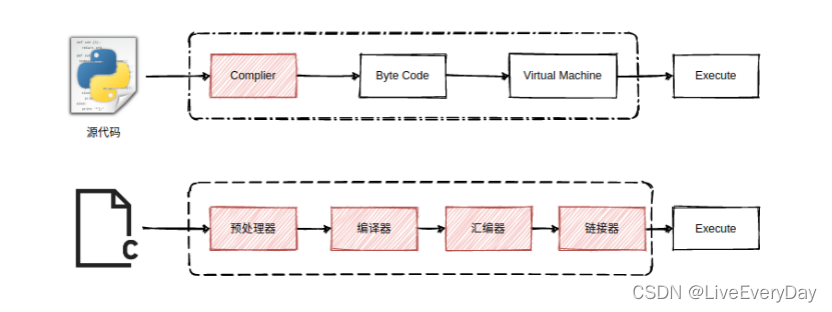 Complier
Byte Code
Virtual Machine
Execute
源代码
C
预处理器
编译器
汇编器
链接器
Execute
CSDN @LiveEveryDay